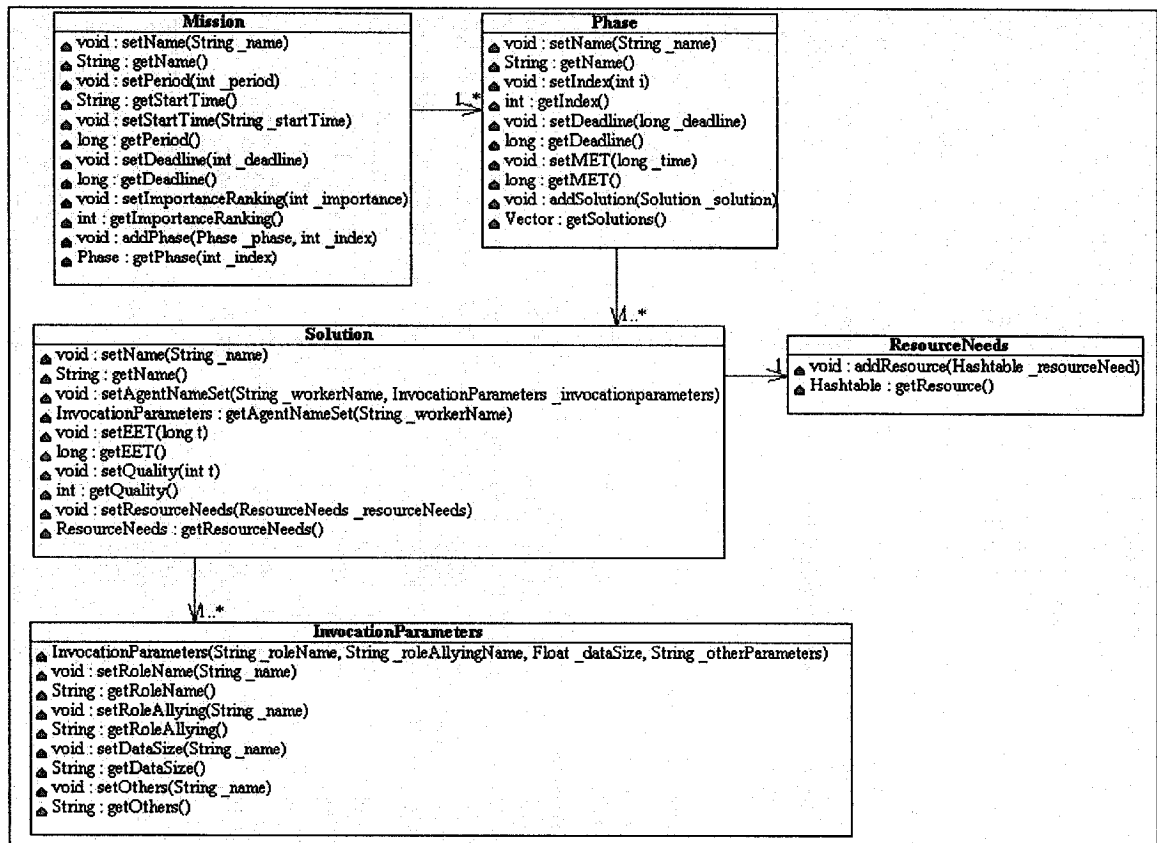 Mission
void : setName(String _name)
String : getName()
void : setPeriod(int _period)
String : getStartTime()
void : setStartTime(String _startTime)
long : getPeriod()
void : setDeadline(int _deadline)
long : getDeadline()
void : setImportanceRanking(int _importance)
int : getImportanceRanking()
void : addPhase(Phase _phase, int _index)
Phase : getPhase(int _index)
1..*
Phase
void : setName(String _name)
String : getName()
void : setIndex(int i)
int : getIndex()
void : setDeadline(long _deadline)
long : getDeadline()
void : setMET(long _time)
long : getMET()
void : addSolution(Solution _solution)
Vector : getSolutions()
1..*
Solution
void : setName(String _name)
String : getName()
void : setAgentNameSet(String _workerName, InvocationParameters _invocationparameters)
InvocationParameters : getAgentNameSet(String _workerName)
void : setEET(long t)
long : getEET()
void : setQuality(int t)
int : getQuality()
void : setResourceNeeds(ResourceNeeds _resourceNeeds)
ResourceNeeds : getResourceNeeds()
1
ResourceNeeds
void : addResource(Hashtable _resourceNeed)
Hashtable : getResource()
1..*
InvocationParameters
InvocationParameters(String _roleName, String _roleAllyingName, Float _dataSize, String _otherParameters)
void : setRoleName(String _name)
String : getRoleName()
void : setRoleAllying(String _name)
String : getRoleAllying()
void : setDataSize(String _name)
String : getDataSize()
void : setOthers(String _name)
String : getOthers()